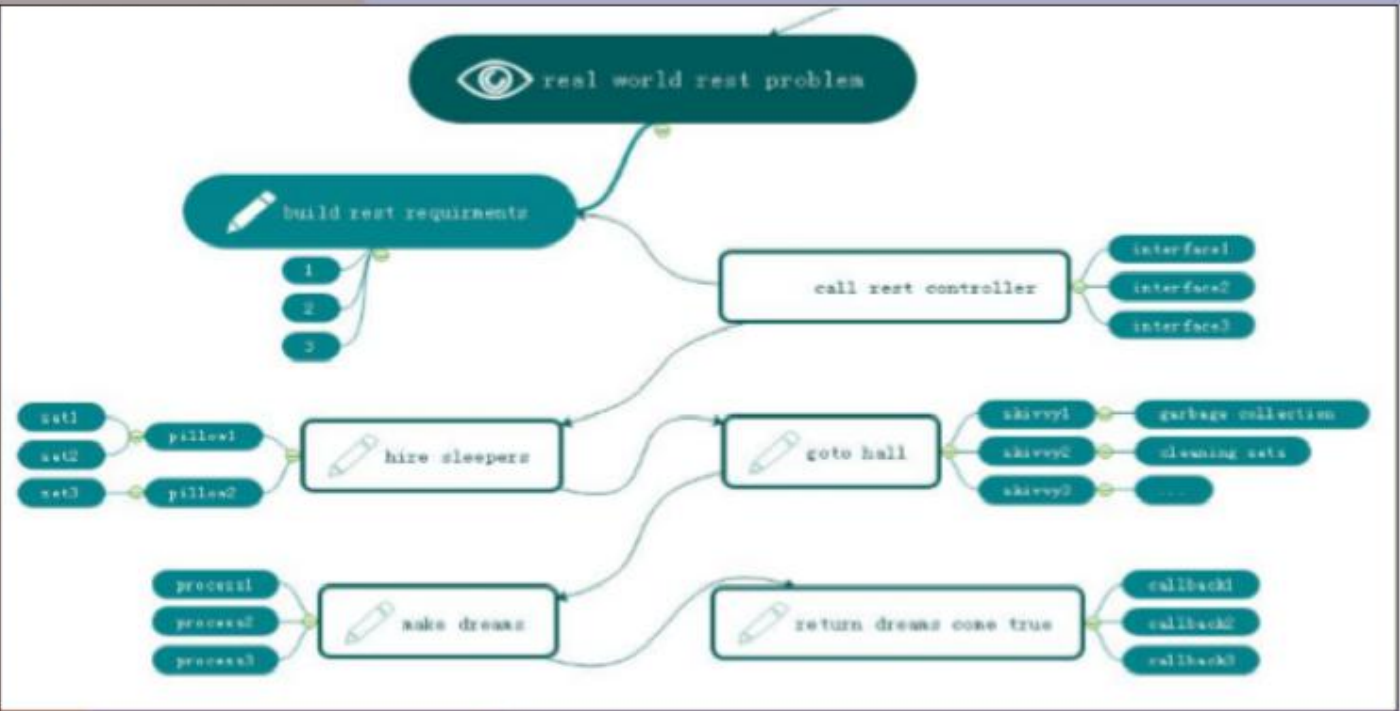 real world rest problem
build rest requirments
1
2
3
call rest controller
interface1
interface2
interface3
hire sleepers
pillow1
pillow2
goto hall
skivvy1
garbage collection
skivvy2
cleaning
skivvy3
...
make dreams
process1
process2
process3
return dreams come true
callback1
callback2
callback3